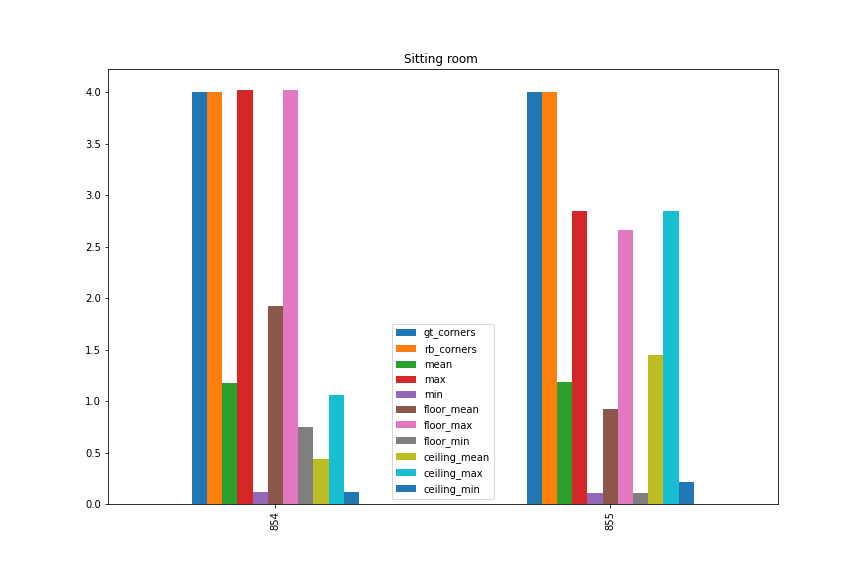 Sitting room
4.0
3.5
3.0
2.5
2.0
1.5
1.0
0.5
0.0
gt_corners
rb_corners
mean
max
min
floor_mean
floor_max
floor_min
ceiling_mean
ceiling_max
ceiling_min
854
855